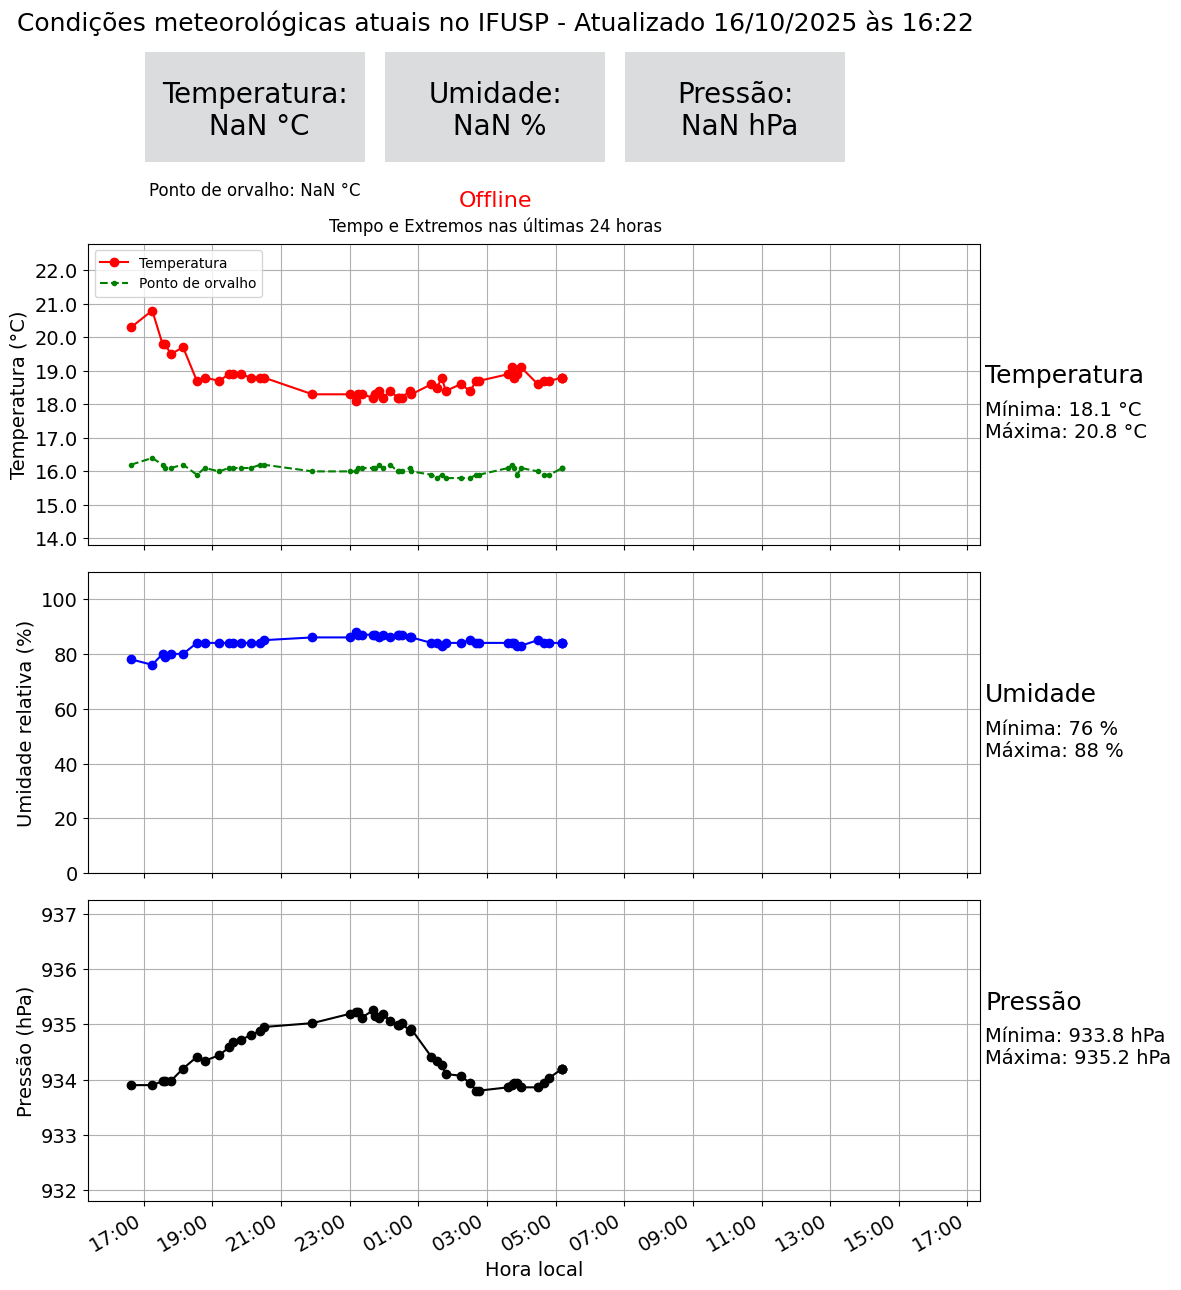 Condições meteorológicas atuais no IFUSP - Atualizado 16/10/2025 às 16:22
Temperatura:
NaN °C
Umidade:
NaN %
Pressão:
NaN hPa
Ponto de orvalho: NaN °C
Offline
Tempo e Extremos nas últimas 24 horas
Temperatura
Ponto de orvalho
Temperatura (°C)
22.0
21.0
20.0
19.0
18.0
17.0
16.0
15.0
14.0
Temperatura
Mínima: 18.1 °C
Máxima: 20.8 °C
Umidade relativa (%)
100
80
60
40
20
0
Umidade
Mínima: 76 %
Máxima: 88 %
Pressão (hPa)
937
936
935
934
933
932
Pressão
Mínima: 933.8 hPa
Máxima: 935.2 hPa
17:00
19:00
21:00
23:00
01:00
03:00
05:00
07:00
09:00
11:00
13:00
15:00
17:00
Hora local